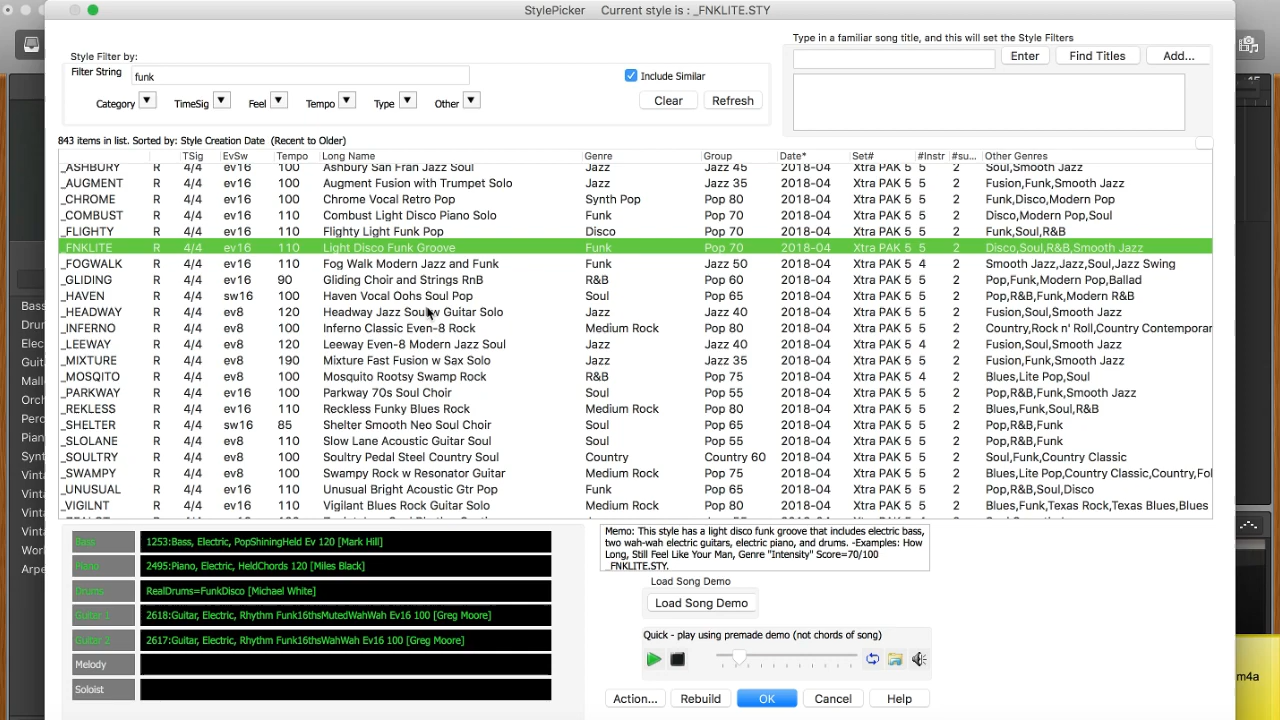 StylePicker Current style is : _FNKLITE.STY
Type in a familiar song title, and this will set the Style Filters
Style Filter by:
Filter String funk
Include Similar
Enter Find Titles Add...
Category TimeSig Feel Tempo Type Other Clear Refresh
843 items in list. Sorted by: Style Creation Date (Recent to Older)
TSig EvSw Tempo Long Name Genre Group Date* Set# #Instr #su... Other Genres
_ASHBURY R 4/4 ev16 100 Ashbury San Fran Jazz Soul Jazz Jazz 45 2018-04 Xtra PAK 5 5 2 Soul,Smooth Jazz
_AUGMENT R 4/4 ev16 100 Augment Fusion with Trumpet Solo Jazz Jazz 35 2018-04 Xtra PAK 5 5 2 Fusion,Funk,Smooth Jazz
_CHROME R 4/4 ev16 100 Chrome Vocal Retro Pop Synth Pop Pop 80 2018-04 Xtra PAK 5 5 2 Funk,Disco,Modern Pop
_COMBUST R 4/4 ev16 110 Combust Light Disco Piano Solo Funk Pop 70 2018-04 Xtra PAK 5 5 2 Disco,Modern Pop,Soul
_FLIGHTY R 4/4 ev16 110 Flighty Light Funk Pop Disco Pop 70 2018-04 Xtra PAK 5 5 2 Funk,Soul,R&B
_FNKLITE R 4/4 ev16 110 Light Disco Funk Groove Funk Pop 70 2018-04 Xtra PAK 5 5 2 Disco,Soul,R&B,Smooth Jazz
_FOGWALK R 4/4 ev16 110 Fog Walk Modern Jazz and Funk Funk Jazz 50 2018-04 Xtra PAK 5 4 2 Smooth Jazz,Jazz,Soul,Jazz Swing
_GLIDING R 4/4 ev16 90 Gliding Choir and Strings RnB R&B Pop 60 2018-04 Xtra PAK 5 5 2 Pop,Funk,Modern Pop,Ballad
_HAVEN R 4/4 sw16 100 Haven Vocal Oohs Soul Pop Soul Pop 65 2018-04 Xtra PAK 5 5 2 Pop,R&B,Funk,Modern R&B
_HEADWAY R 4/4 ev8 120 Headway Jazz Soul w Guitar Solo Jazz Jazz 40 2018-04 Xtra PAK 5 5 2 Fusion,Soul,Smooth Jazz
_INFERNO R 4/4 ev8 100 Inferno Classic Even-8 Rock Medium Rock Pop 80 2018-04 Xtra PAK 5 5 2 Country,Rock n' Roll,Country Contemporar
_LEEWAY R 4/4 ev8 120 Leeway Even-8 Modern Jazz Soul Jazz Jazz 40 2018-04 Xtra PAK 5 4 2 Fusion,Soul,Smooth Jazz
_MIXTURE R 4/4 ev8 190 Mixture Fast Fusion w Sax Solo Jazz Jazz 35 2018-04 Xtra PAK 5 5 2 Fusion,Funk,Smooth Jazz
_MOSQITO R 4/4 ev8 100 Mosquito Rootsy Swamp Rock R&B Pop 75 2018-04 Xtra PAK 5 4 2 Blues,Lite Pop,Soul
_PARKWAY R 4/4 ev16 100 Parkway 70s Soul Choir Soul Pop 55 2018-04 Xtra PAK 5 5 2 Pop,R&B,Funk,Smooth Jazz
_REKLESS R 4/4 ev16 110 Reckless Funky Blues Rock Medium Rock Pop 80 2018-04 Xtra PAK 5 5 2 Blues,Funk,Soul,R&B
_SHELTER R 4/4 sw16 85 Shelter Smooth Neo Soul Choir Soul Pop 65 2018-04 Xtra PAK 5 5 2 Pop,R&B,Funk
_SLOLANE R 4/4 ev8 110 Slow Lane Acoustic Guitar Soul Soul Pop 55 2018-04 Xtra PAK 5 5 2 Pop,R&B,Funk
_SOULTRY R 4/4 ev8 100 Soultry Pedal Steel Country Soul Country Country 60 2018-04 Xtra PAK 5 5 2 Soul,Funk,Country Classic
_SWAMPY R 4/4 ev8 100 Swampy Rock w Resonator Guitar Medium Rock Pop 75 2018-04 Xtra PAK 5 5 2 Blues,Lite Pop,Country Classic,Country,Fol
_UNUSUAL R 4/4 ev16 110 Unusual Bright Acoustic Gtr Pop Funk Pop 65 2018-04 Xtra PAK 5 5 2 Pop,R&B,Soul,Disco
_VIGILNT R 4/4 ev8 110 Vigilant Blues Rock Guitar Solo Medium Rock Pop 80 2018-04 Xtra PAK 5 5 2 Blues,Funk,Texas Rock,Texas Blues,Blues
Bass
Drun
Elec
Guita
Mall
Orch
Perc
Pian
Synt
Vinta
Vinta
Vinta
Vinta
Worl
Arpe
Bass 1253:Bass, Electric, PopShiningHeld Ev 120 [Mark Hill]
Piano 2495:Piano, Electric, HeldChords 120 [Miles Black]
Drums RealDrums=FunkDisco [Michael White]
Guitar 1 2618:Guitar, Electric, Rhythm Funk16thsMutedWahWah Ev16 100 [Greg Moore]
Guitar 2 2617:Guitar, Electric, Rhythm Funk16thsWahWah Ev16 100 [Greg Moore]
Melody
Soloist
Memo: This style has a light disco funk groove that includes electric bass,
two wah-wah electric guitars, electric piano, and drums. -Examples: How
Long, Still Feel Like Your Man, Genre "Intensity" Score=70/100
_FNKLITE.STY.
Load Song Demo
Load Song Demo
Quick - play using premade demo (not chords of song)
Action... Rebuild OK Cancel Help
m4a